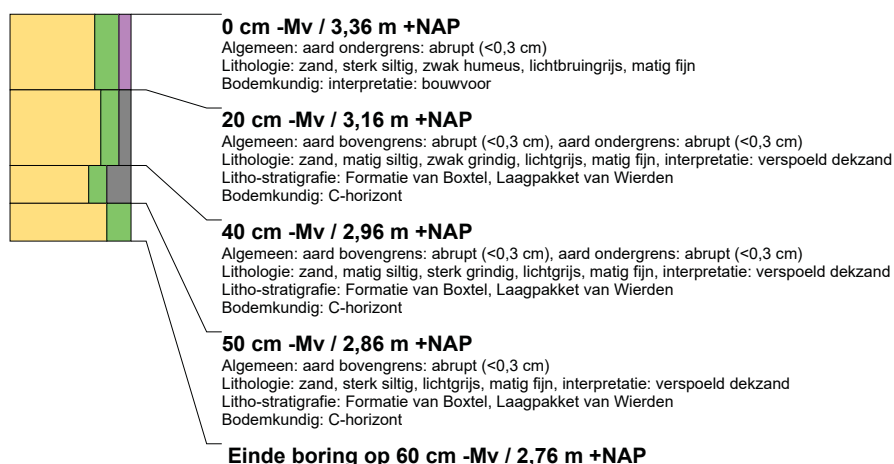 0 cm -Mv / 3,36 m +NAP
Algemeen: aard ondergrens: abrupt (<0,3 cm)
Lithologie: zand, sterk siltig, zwak humeus, lichtbruingrijs, matig fijn
Bodemkundig: interpretatie: bouwvoor
20 cm -Mv / 3,16 m +NAP
Algemeen: aard bovengrens: abrupt (<0,3 cm), aard ondergrens: abrupt (<0,3 cm)
Lithologie: zand, matig siltig, zwak grindig, lichtgrijs, matig fijn, interpretatie: verspoeld dekzand
Litho-stratigrafie: Formatie van Boxtel, Laagpakket van Wierden
Bodemkundig: C-horizont
40 cm -Mv / 2,96 m +NAP
Algemeen: aard bovengrens: abrupt (<0,3 cm), aard ondergrens: abrupt (<0,3 cm)
Lithologie: zand, matig siltig, sterk grindig, lichtgrijs, matig fijn, interpretatie: verspoeld dekzand
Litho-stratigrafie: Formatie van Boxtel, Laagpakket van Wierden
Bodemkundig: C-horizont
50 cm -Mv / 2,86 m +NAP
Algemeen: aard bovengrens: abrupt (<0,3 cm)
Lithologie: zand, sterk siltig, lichtgrijs, matig fijn, interpretatie: verspoeld dekzand
Litho-stratigrafie: Formatie van Boxtel, Laagpakket van Wierden
Bodemkundig: C-horizont
Einde boring op 60 cm -Mv / 2,76 m +NAP